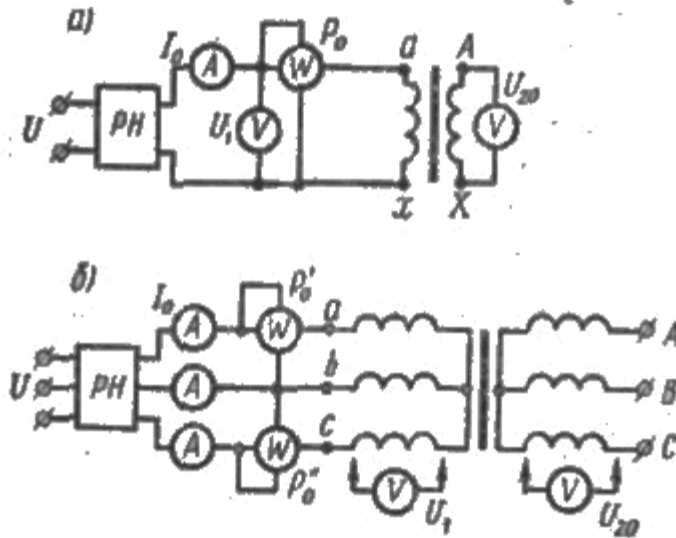 а)
I₀ A P₀ W a A
U РН U₁ V U₂₀ V
x X
б)
I₀ A P₀' W a A
U РН A b B
A W c C
P₀" V U₁ V U₂₀